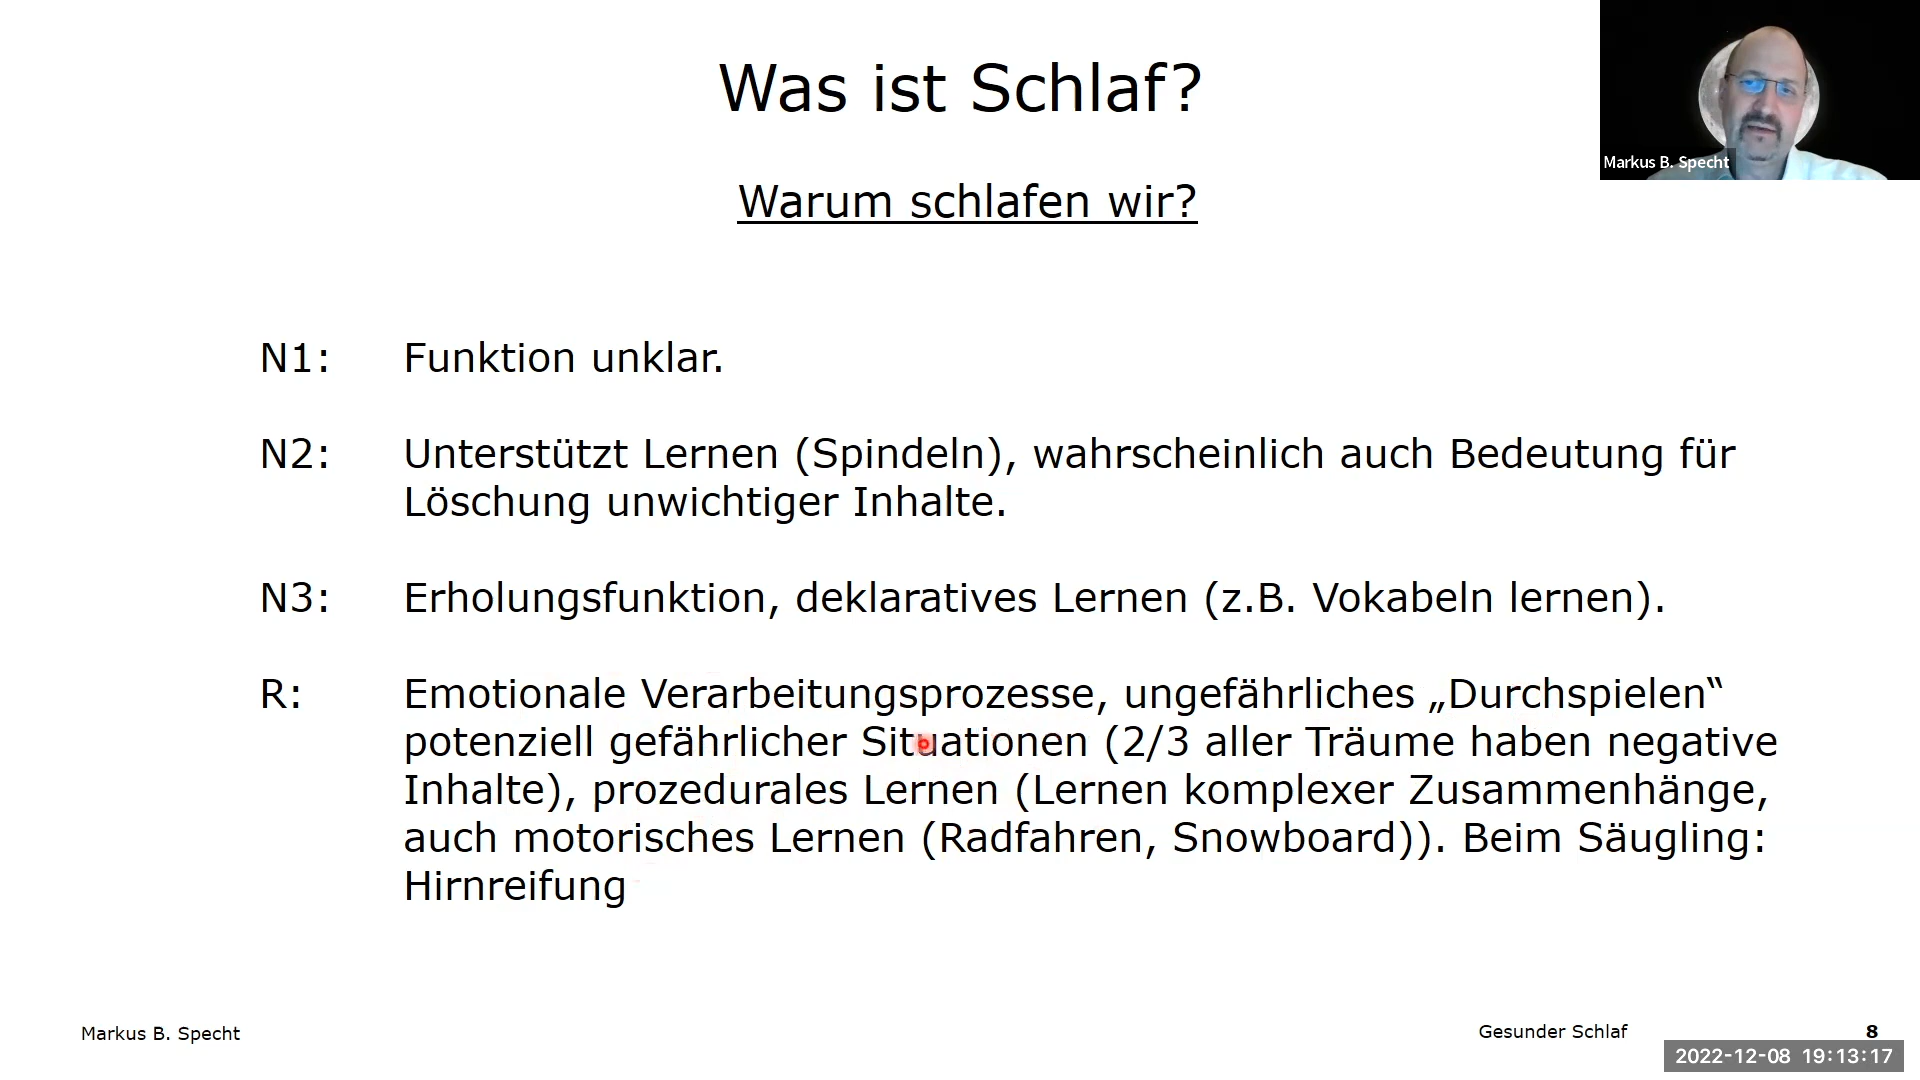 Was ist Schlaf?
Markus B. Specht
Warum schlafen wir?
N1: Funktion unklar.
N2: Unterstützt Lernen (Spindeln), wahrscheinlich auch Bedeutung für
Löschung unwichtiger Inhalte.
N3: Erholungsfunktion, deklaratives Lernen (z.B. Vokabeln lernen).
R: Emotionale Verarbeitungsprozesse, ungefährliches „Durchspielen“
potenziell gefährlicher Situationen (2/3 aller Träume haben negative
Inhalte), prozedurales Lernen (Lernen komplexer Zusammenhänge,
auch motorisches Lernen (Radfahren, Snowboard)). Beim Säugling:
Hirnreifung
Markus B. Specht
Gesunder Schlaf
8
2022-12-08 19:13:17